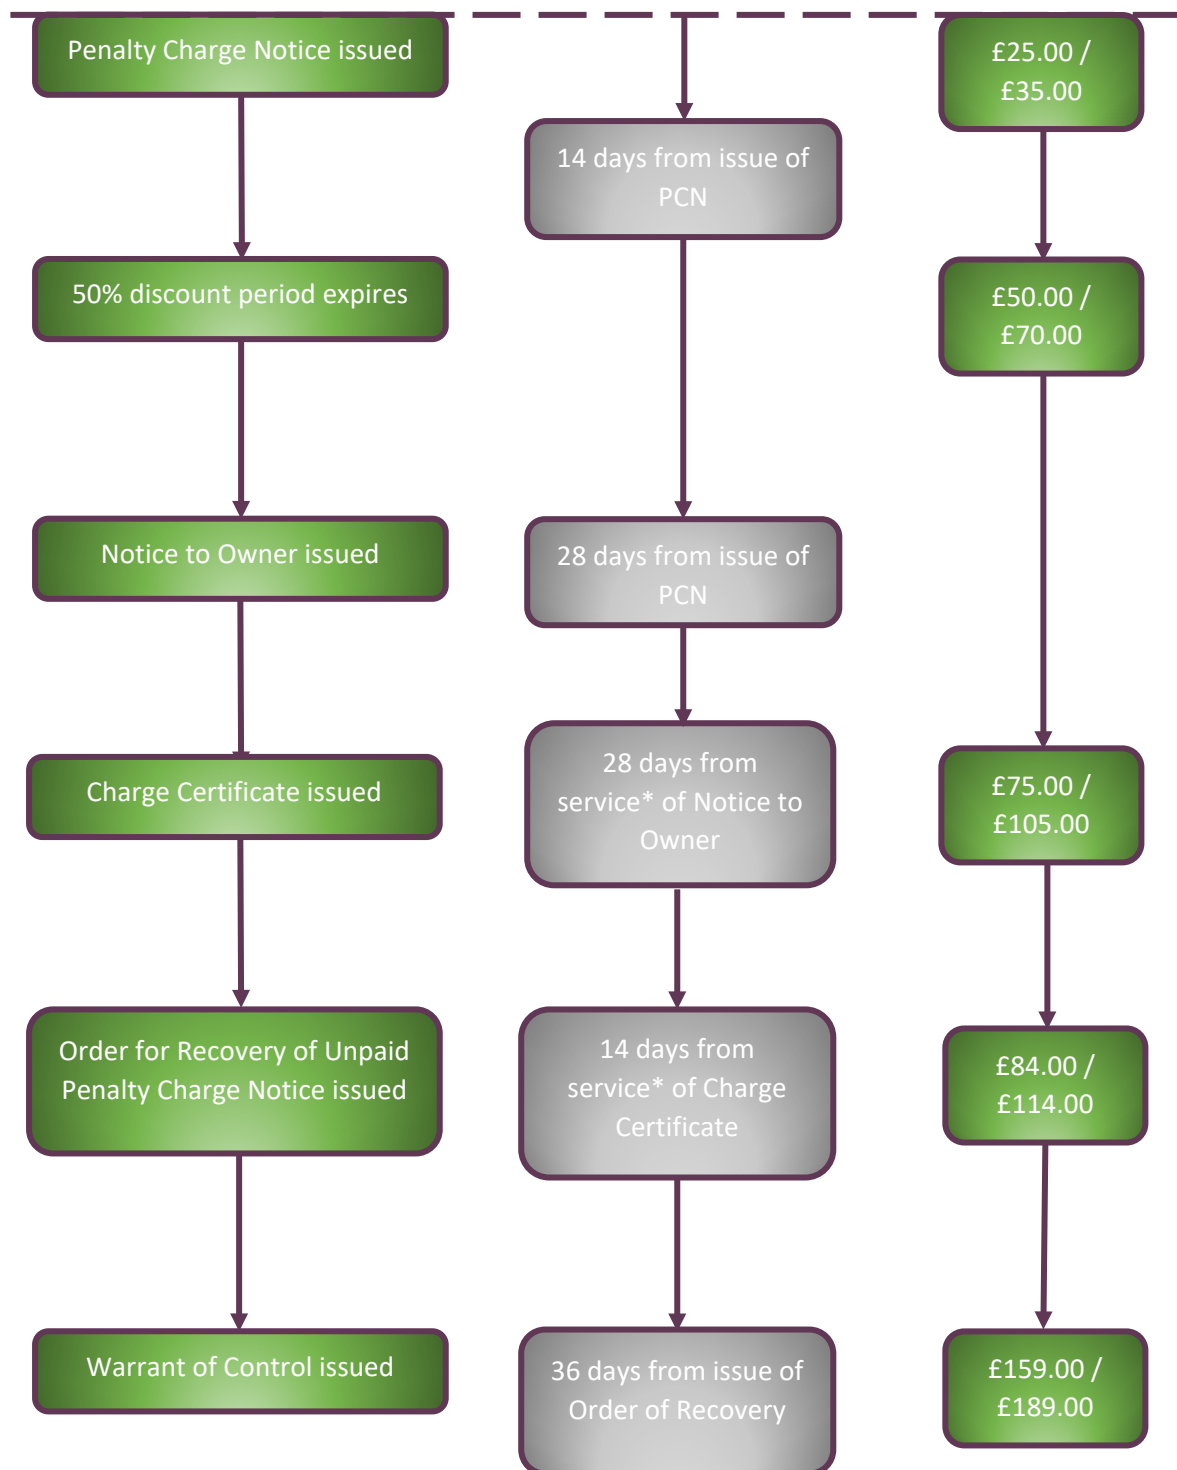 Penalty Charge Notice issued
£25.00 /
£35.00
14 days from issue of
PCN
50% discount period expires
£50.00 /
£70.00
Notice to Owner issued
28 days from issue of
PCN
Charge Certificate issued
28 days from
service* of Notice to
Owner
£75.00 /
£105.00
Order for Recovery of Unpaid
Penalty Charge Notice issued
14 days from
service* of Charge
Certificate
£84.00 /
£114.00
Warrant of Control issued
36 days from issue of
Order of Recovery
£159.00 /
£189.00